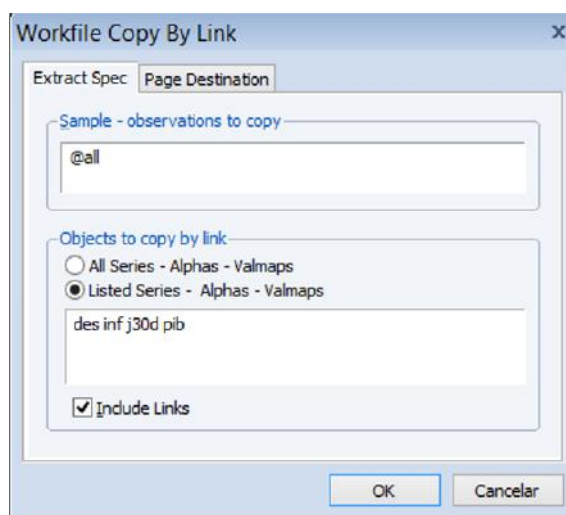 Workfile Copy By Link
x
Extract Spec Page Destination
Sample - observations to copy
@all
Objects to copy by link
All Series - Alphas - Valmaps
Listed Series - Alphas - Valmaps
des inf j30d pib
Include Links
OK Cancelar